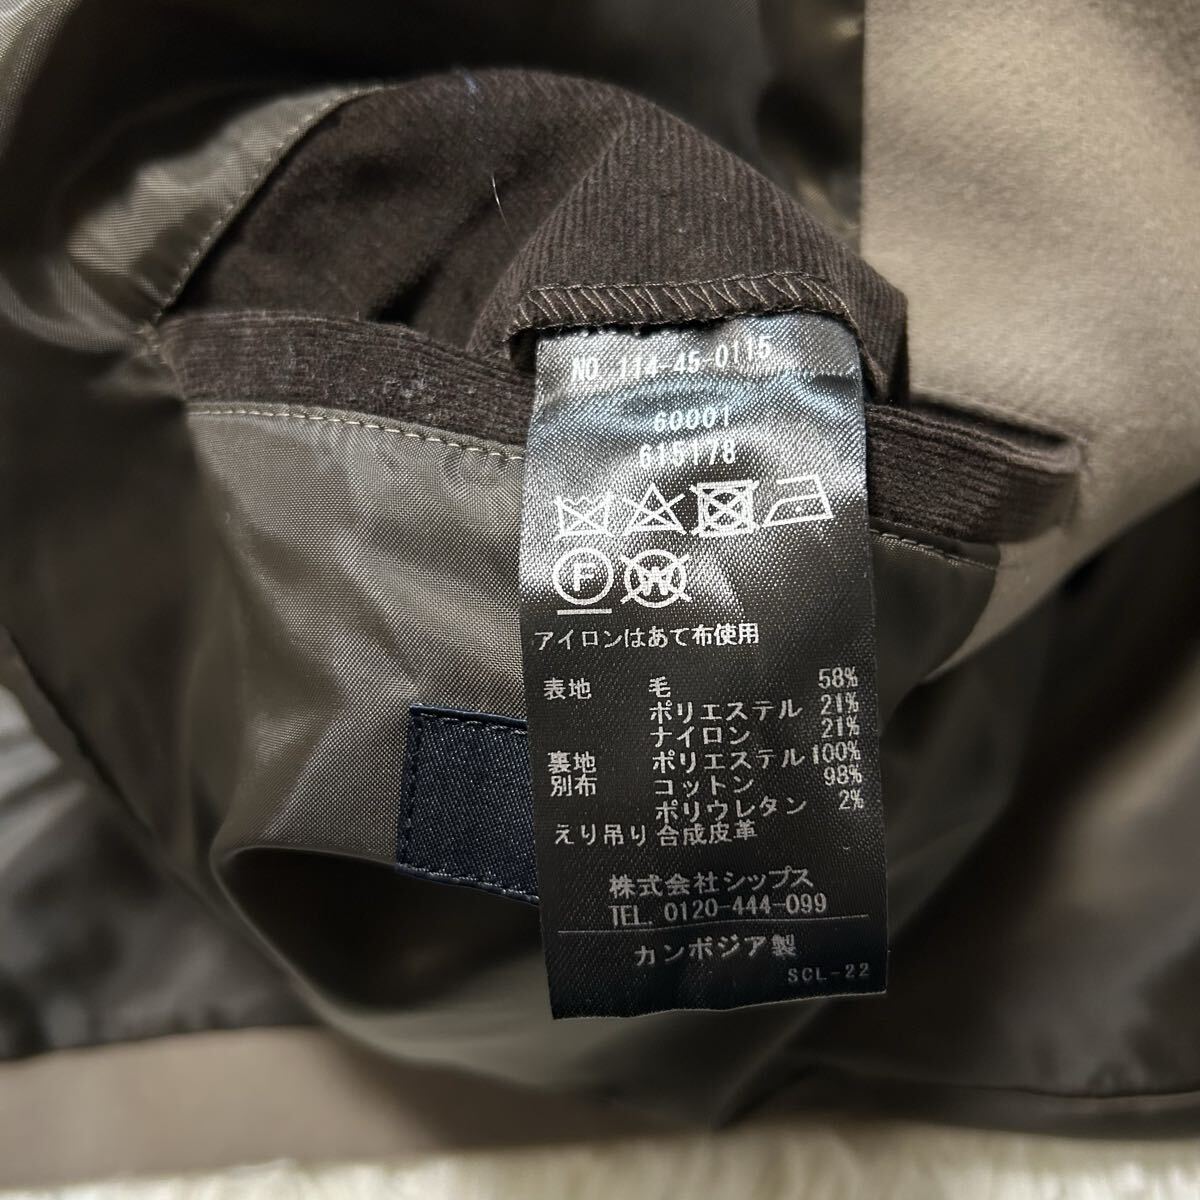 NO. 114-45-0115
60001
615178
F
W
アイロンはあて布使用
表地 毛 58%
ポリエステル 21%
ナイロン 21%
裏地 ポリエステル 100%
別布 コットン 98%
ポリウレタン 2%
えり吊り 合成皮革
株式会社シップス
TEL. 0120-444-099
カンボジア製
SCL-22